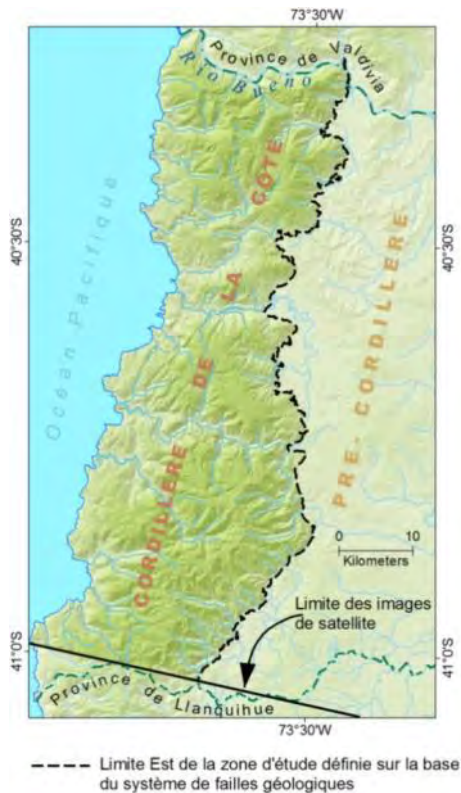 73°30'W
Province de Valdivia
Río Bueno
CORDILLERE DE LA COTE
Océan Pacifique
40°30'S
40°30'S
PRE-CORDILLERE
0 10
Kilometers
Limite des images
de satellite
41°0'S
41°0'S
Province de Llanquihue
73°30'W
Limite Est de la zone d'étude définie sur la base
du système de failles géologiques